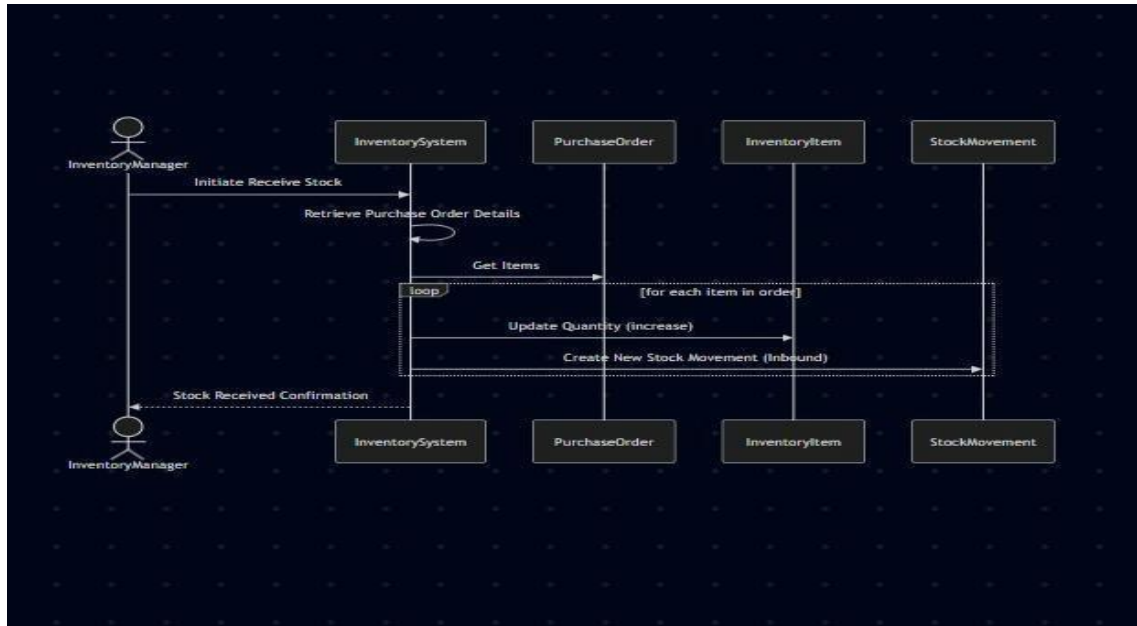 InventorySystem
PurchaseOrder
InventoryItem
StockMovement
InventoryManager
Initiate Receive Stock
Retrieve Purchase Order Details
Get Items
loop
[for each item in order]
Update Quantity (increase)
Create New Stock Movement (Inbound)
Stock Received Confirmation
InventorySystem
PurchaseOrder
InventoryItem
StockMovement
InventoryManager